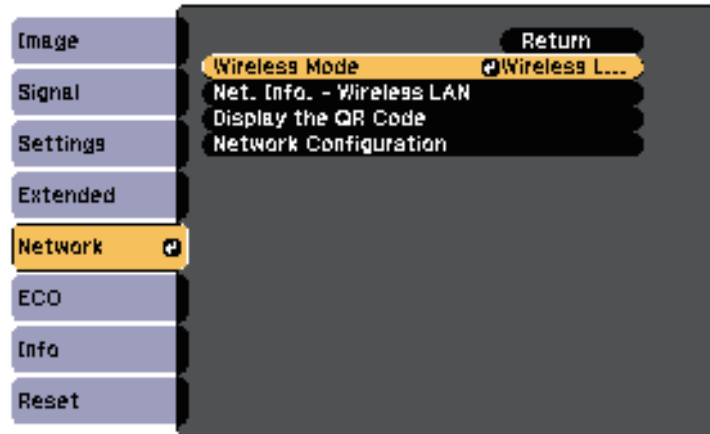 Image
Signal
Settings
Extended
Network
ECO
Info
Reset
Return
Wireless Mode Wireless L...
Net. Info. - Wireless LAN
Display the QR Code
Network Configuration